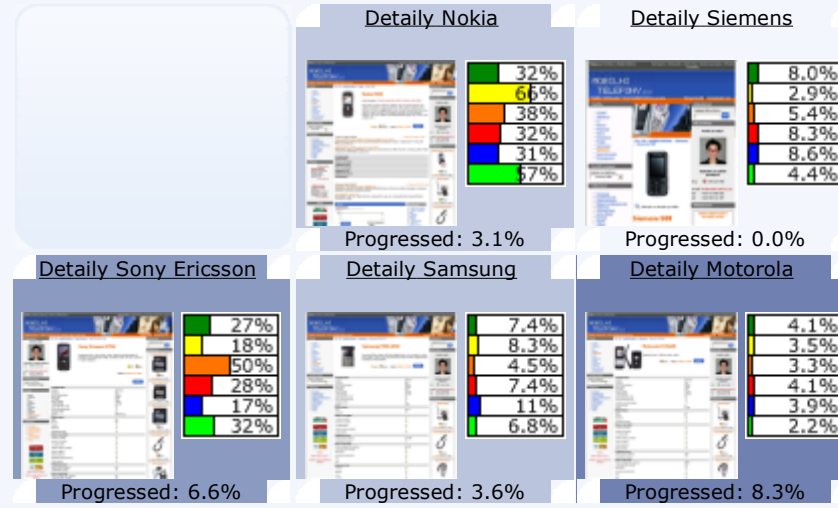 Detaily Nokia
32%
66%
38%
32%
31%
57%
Progressed: 3.1%
Detaily Siemens
MOBILNI
TELEFONY
8.0%
2.9%
5.4%
8.3%
8.6%
4.4%
Progressed: 0.0%
Detaily Sony Ericsson
27%
18%
50%
28%
17%
32%
Progressed: 6.6%
Detaily Samsung
7.4%
8.3%
4.5%
7.4%
11%
6.8%
Progressed: 3.6%
Detaily Motorola
4.1%
3.5%
3.3%
4.1%
3.9%
2.2%
Progressed: 8.3%